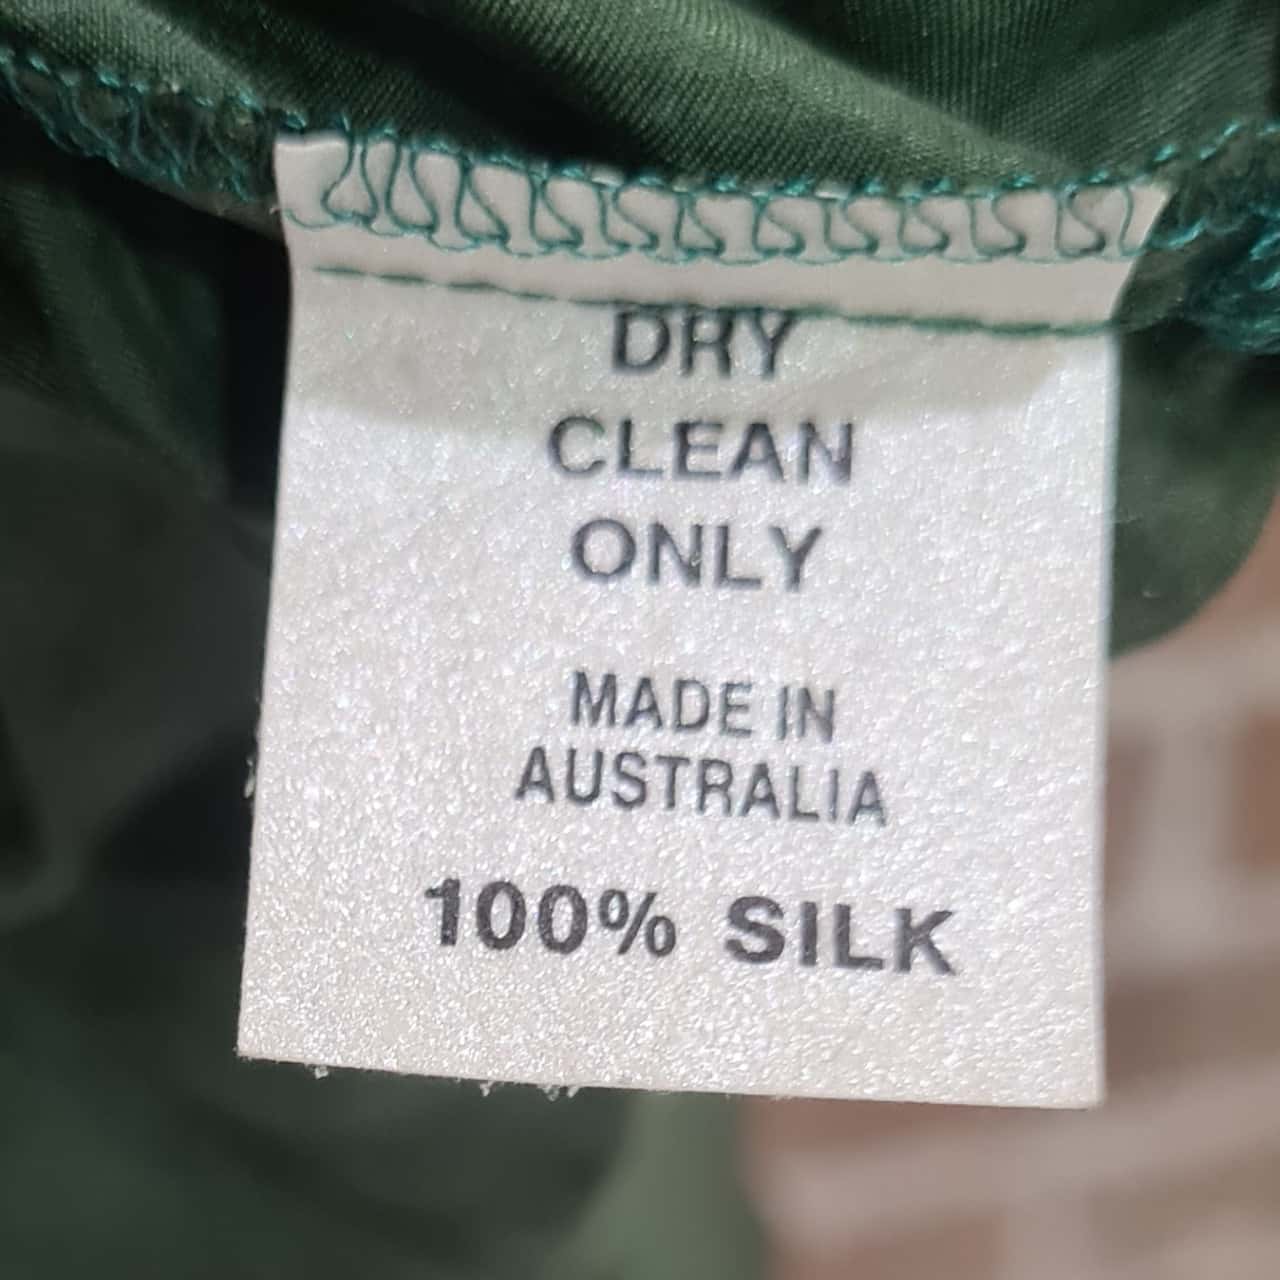 DRY
CLEAN
ONLY
MADE IN
AUSTRALIA
100% SILK